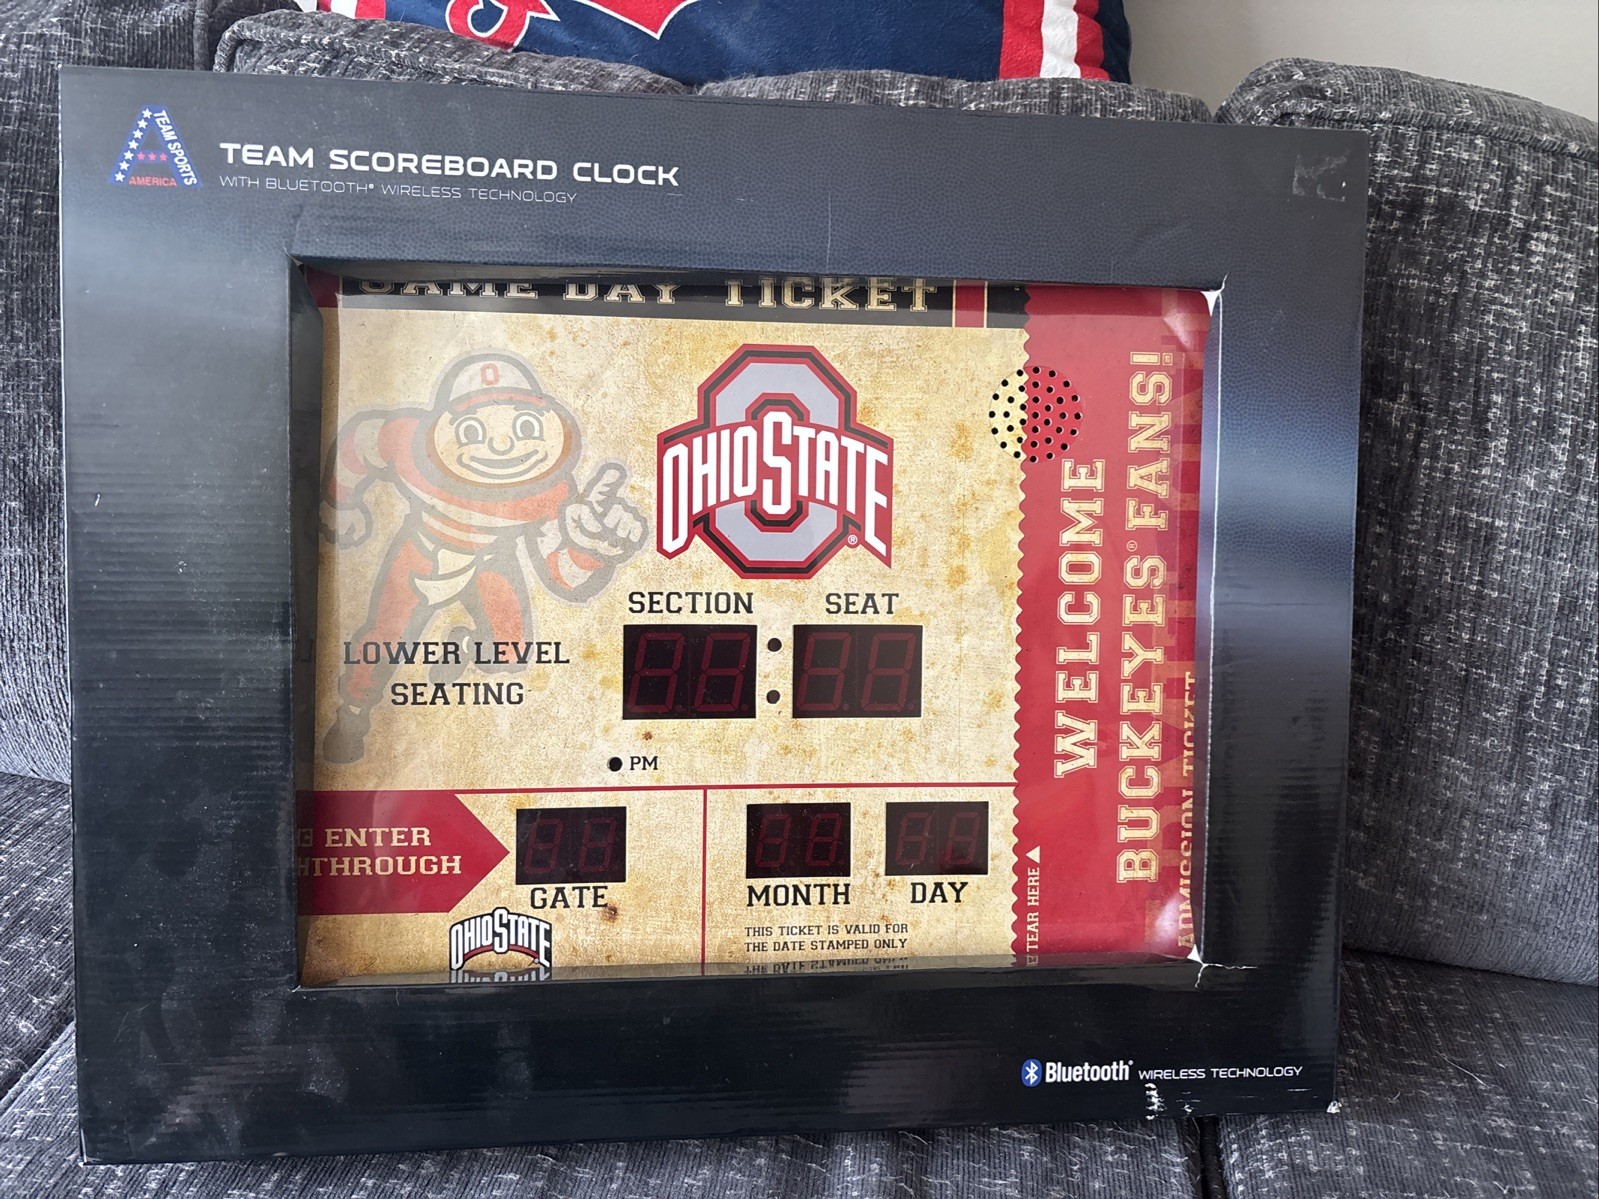 TEAM SPORTS
AMERICA
TEAM SCOREBOARD CLOCK
WITH BLUETOOTH® WIRELESS TECHNOLOGY
GAME DAY TICKET
O
OHIO STATE®
SECTION SEAT
LOWER LEVEL
SEATING
PM
ENTER
THROUGH
GATE
MONTH DAY
OHIO STATE
THIS TICKET IS VALID FOR
THE DATE STAMPED ONLY
TEAR HERE
WELCOME
BUCKEYES® FANS!
ADMISSION TICKET
Bluetooth® WIRELESS TECHNOLOGY